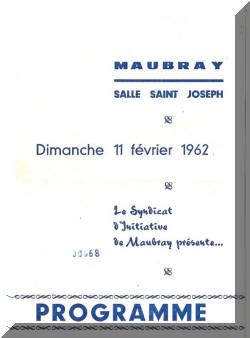 MAUBRAY
SALLE SAINT JOSEPH
Dimanche 11 février 1962
Le Syndicat
d'Initiative
de Maubray présente...
00068
PROGRAMME